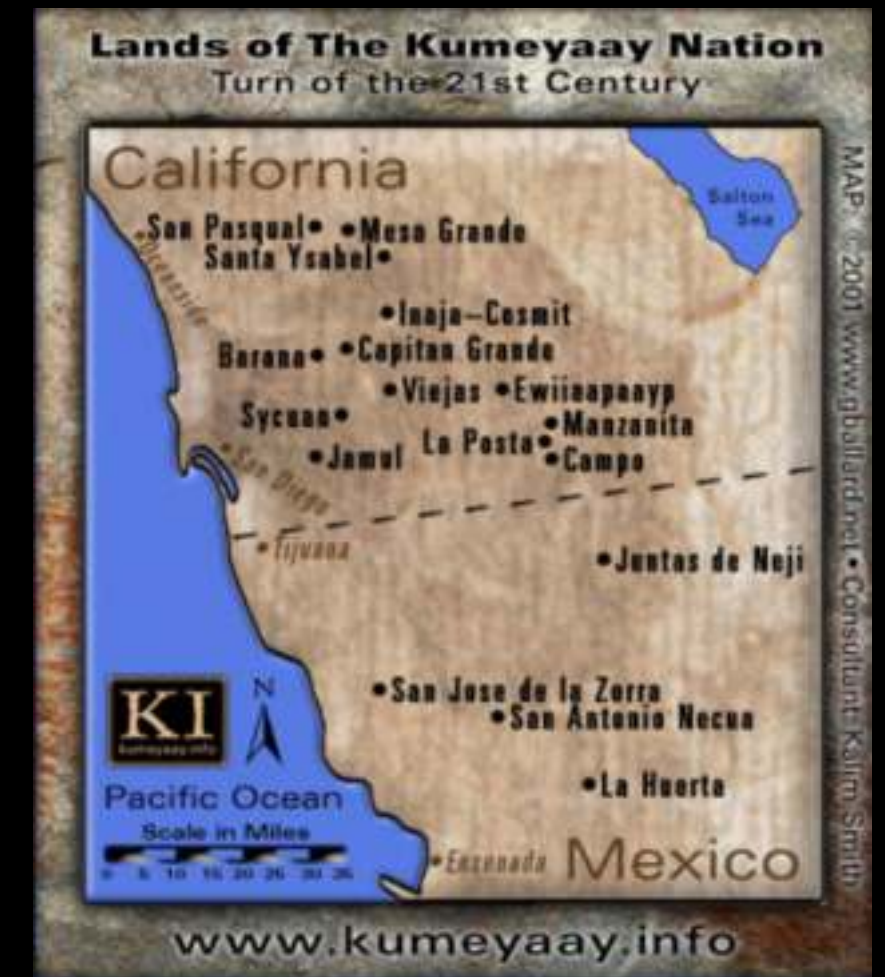 Lands of The Kumeyaay Nation
Turn of the 21st Century
California
Salton
Sea
San Pasqual
Mesa Grande
Santa Ysabel
Oceanside
Inaja-Cosmit
Barona
Capitan Grande
Viejas
Ewiiaapaayp
Sycuan
Manzanita
La Posta
Jamul
Campo
San Diego
Tijuana
Juntas de Neji
San Jose de la Zorra
San Antonio Necua
KI
kumeyaay.info
N
La Huerta
Pacific Ocean
Scale in Miles
0 5 10 15 20 25 30 35
Ensenada
Mexico
www.kumeyaay.info
MAP: ©2001 www.gballard.net • Consultant: Kalim Smith